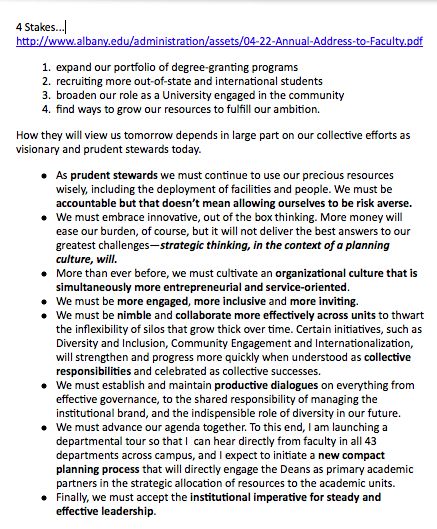 4 Stakes...
http://www.albany.edu/administration/assets/04-22-Annual-Address-to-Faculty.pdf
1. expand our portfolio of degree-granting programs
2. recruiting more out-of-state and international students
3. broaden our role as a University engaged in the community
4. find ways to grow our resources to fulfill our ambition.
How they will view us tomorrow depends in large part on our collective efforts as
visionary and prudent stewards today.
• As prudent stewards we must continue to use our precious resources
wisely, including the deployment of facilities and people. We must be
accountable but that doesn't mean allowing ourselves to be risk averse.
• We must embrace innovative, out of the box thinking. More money will
ease our burden, of course, but it will not deliver the best answers to our
greatest challenges—strategic thinking, in the context of a planning
culture, will.
• More than ever before, we must cultivate an organizational culture that is
simultaneously more entrepreneurial and service-oriented.
• We must be more engaged, more inclusive and more inviting.
• We must be nimble and collaborate more effectively across units to thwart
the inflexibility of silos that grow thick over time. Certain initiatives, such as
Diversity and Inclusion, Community Engagement and Internationalization,
will strengthen and progress more quickly when understood as collective
responsibilities and celebrated as collective successes.
• We must establish and maintain productive dialogues on everything from
effective governance, to the shared responsibility of managing the
institutional brand, and the indispensible role of diversity in our future.
• We must advance our agenda together. To this end, I am launching a
departmental tour so that I can hear directly from faculty in all 43
departments across campus, and I expect to initiate a new compact
planning process that will directly engage the Deans as primary academic
partners in the strategic allocation of resources to the academic units.
• Finally, we must accept the institutional imperative for steady and
effective leadership.